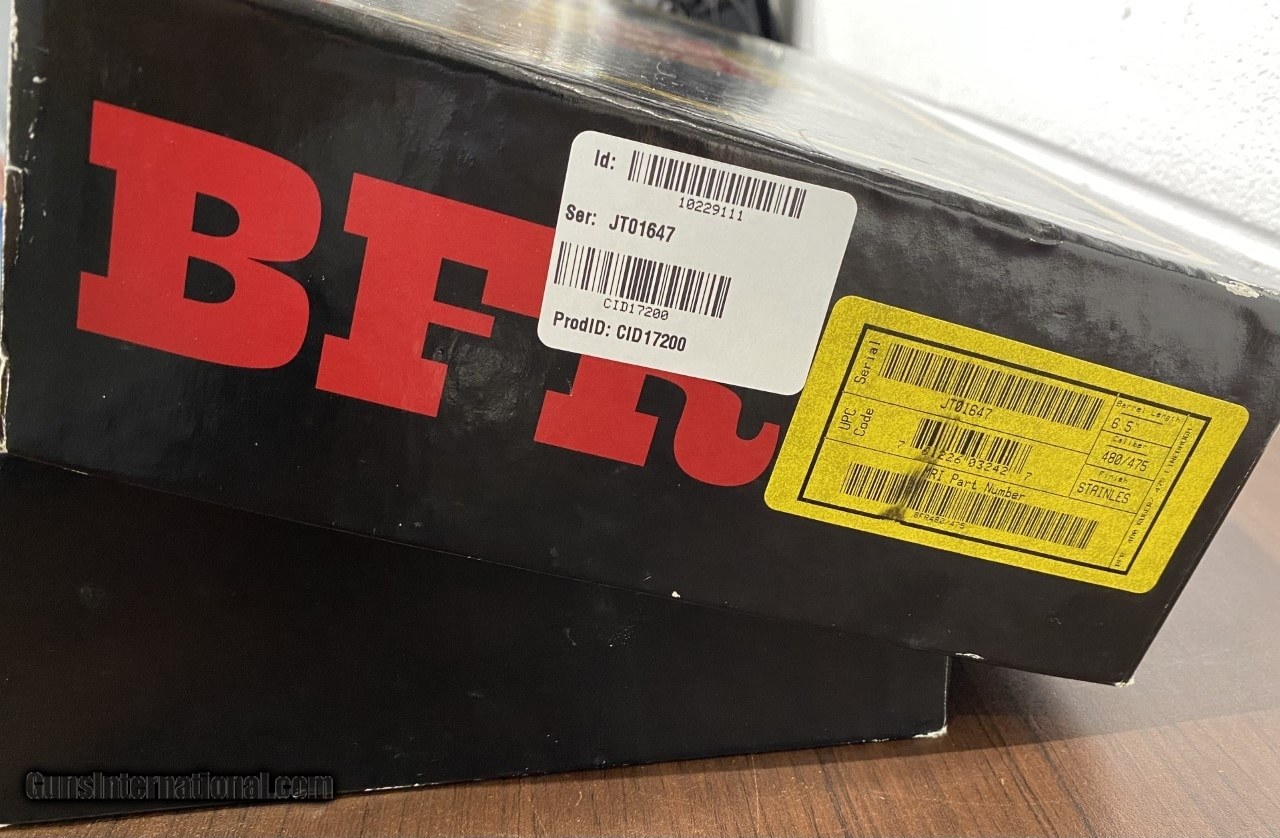 BFR
Id:
10229111
Ser: JT01647
CID17200
ProdID: CID17200
Serial
JT01647
UPC
Code
Barrel Length
6.5"
Caliber
480/475
Finish
STAINLES
MRI Part Number
GunsInternational.com